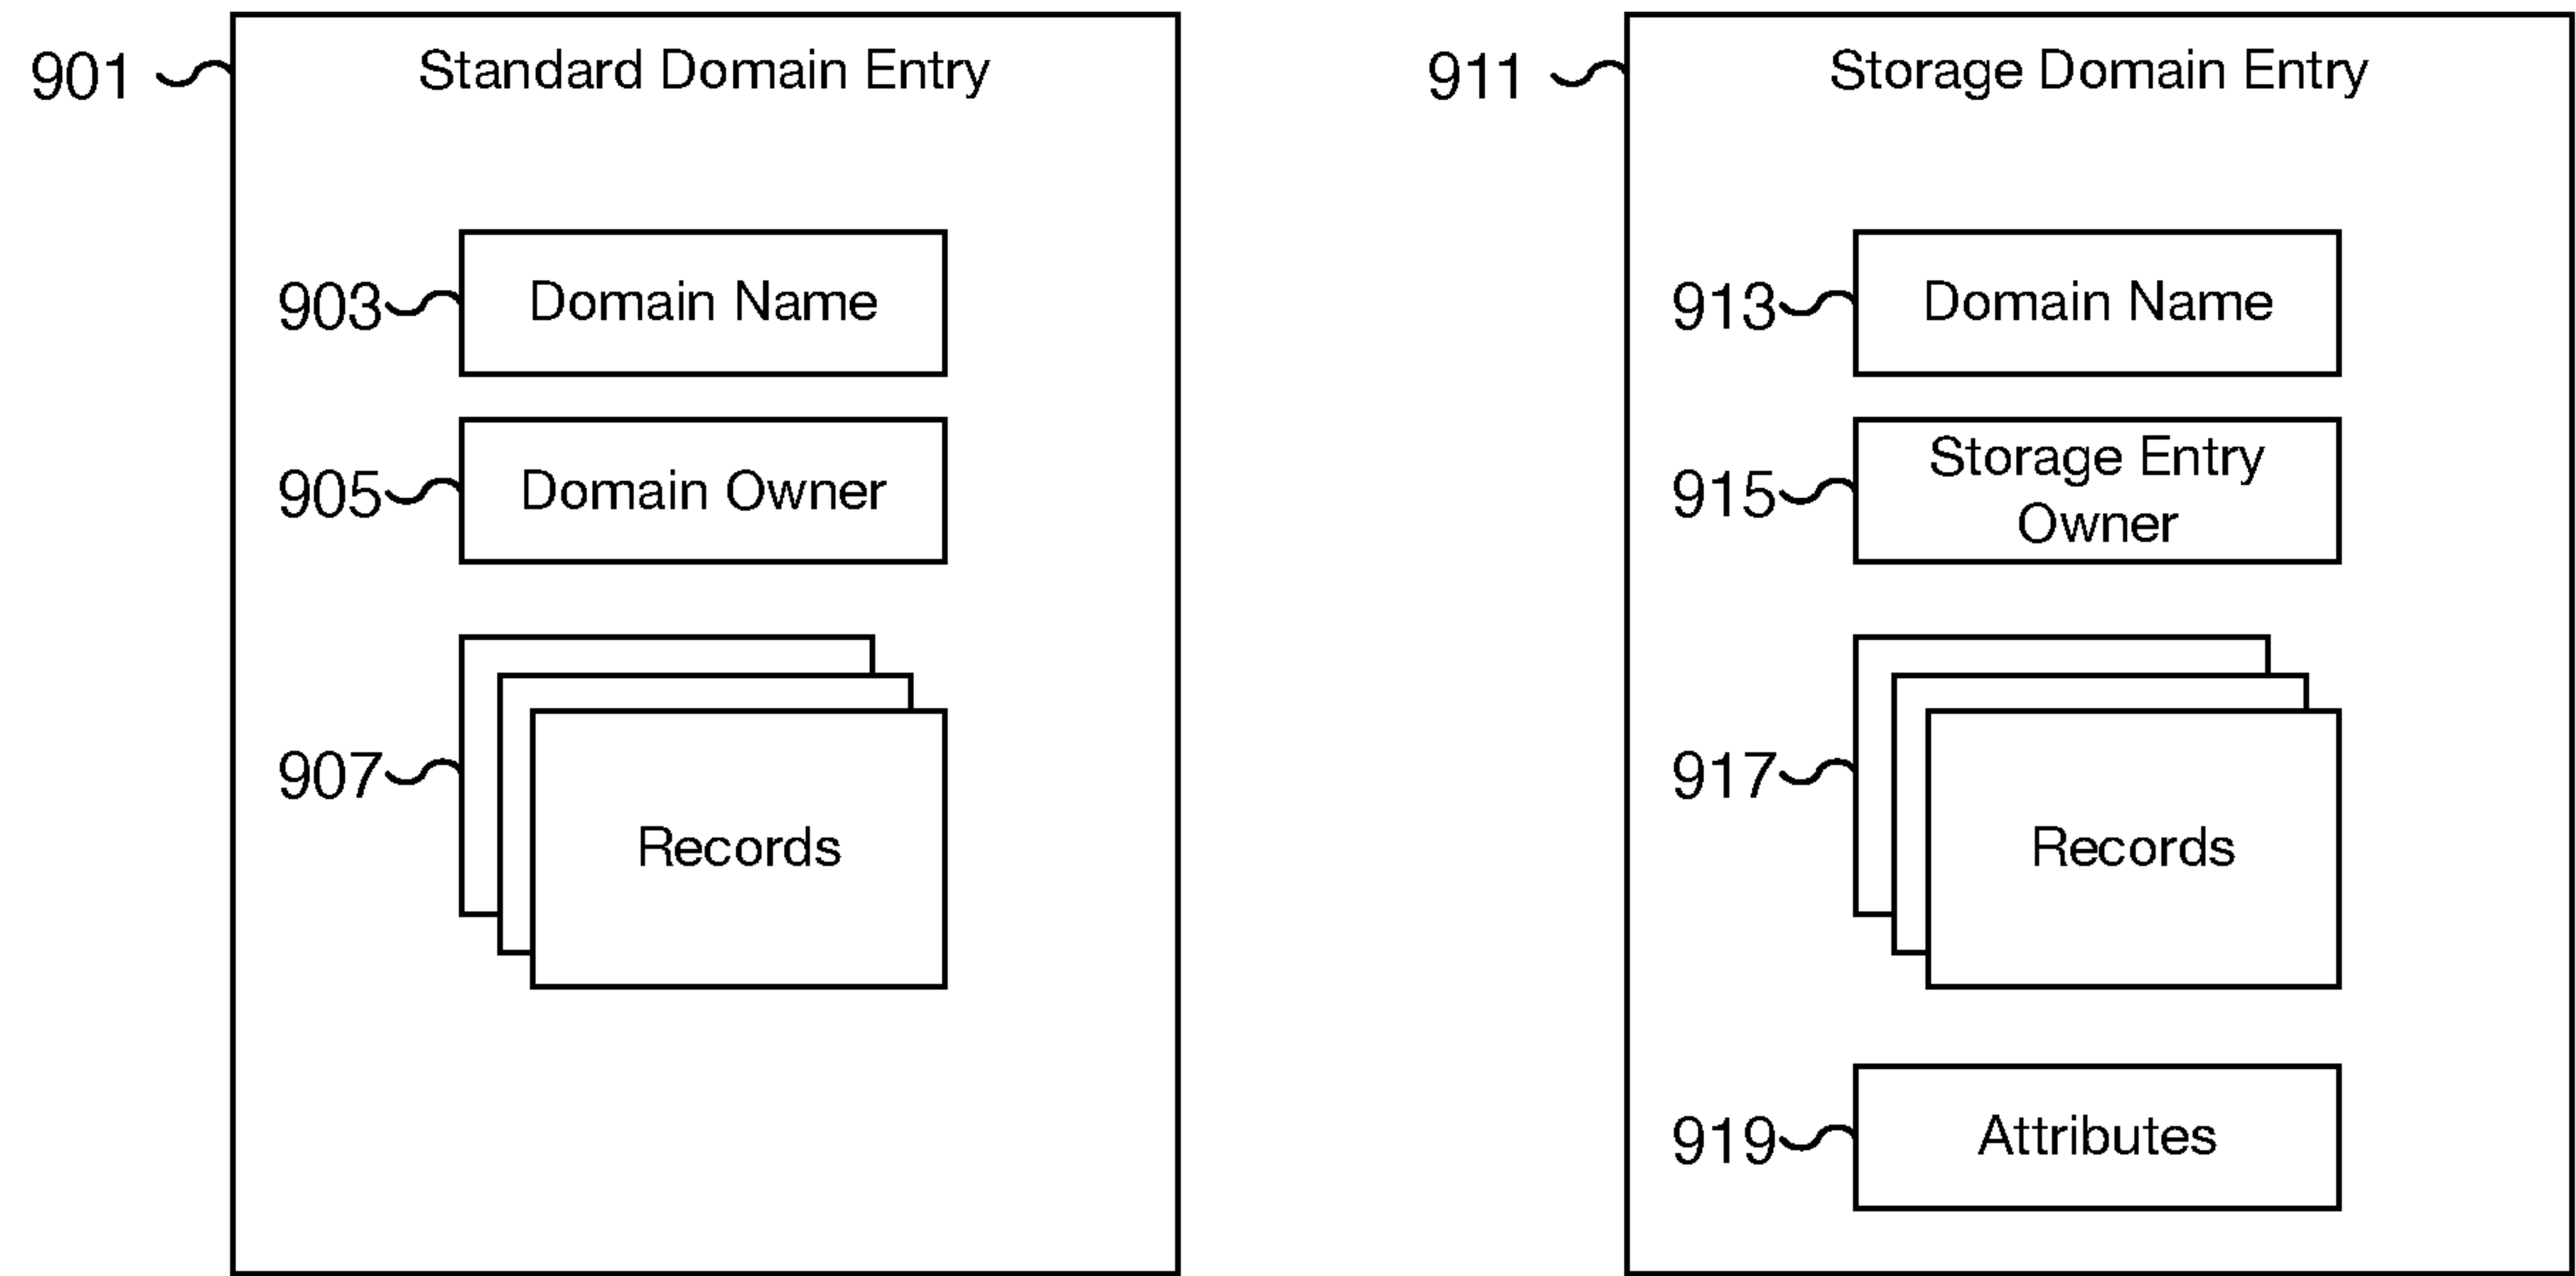 901
Standard Domain Entry
903
Domain Name
905
Domain Owner
907
Records
911
Storage Domain Entry
913
Domain Name
915
Storage Entry
Owner
917
Records
919
Attributes